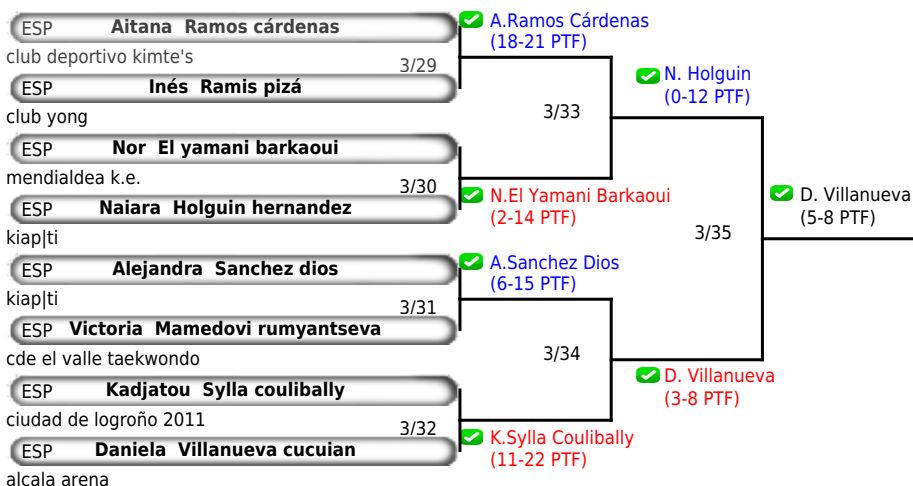 ESP Aitana Ramos cárdenas
club deportivo kimte's
3/29
ESP Inés Ramis pizá
club yong
ESP Nor El yamani barkaoui
mendialdea k.e.
3/30
ESP Naiara Holguin hernandez
kiap|ti
ESP Alejandra Sanchez dios
kiap|ti
3/31
ESP Victoria Mamedovi rumyantseva
cde el valle taekwondo
ESP Kadjatou Sylla coulibally
ciudad de logroño 2011
3/32
ESP Daniela Villanueva cucuian
alcala arena
A.Ramos Cárdenas
(18-21 PTF)
3/33
N.El Yamani Barkaoui
(2-14 PTF)
A.Sanchez Dios
(6-15 PTF)
3/34
K.Sylla Coulibally
(11-22 PTF)
N. Holguin
(0-12 PTF)
3/35
D. Villanueva
(3-8 PTF)
D. Villanueva
(5-8 PTF)